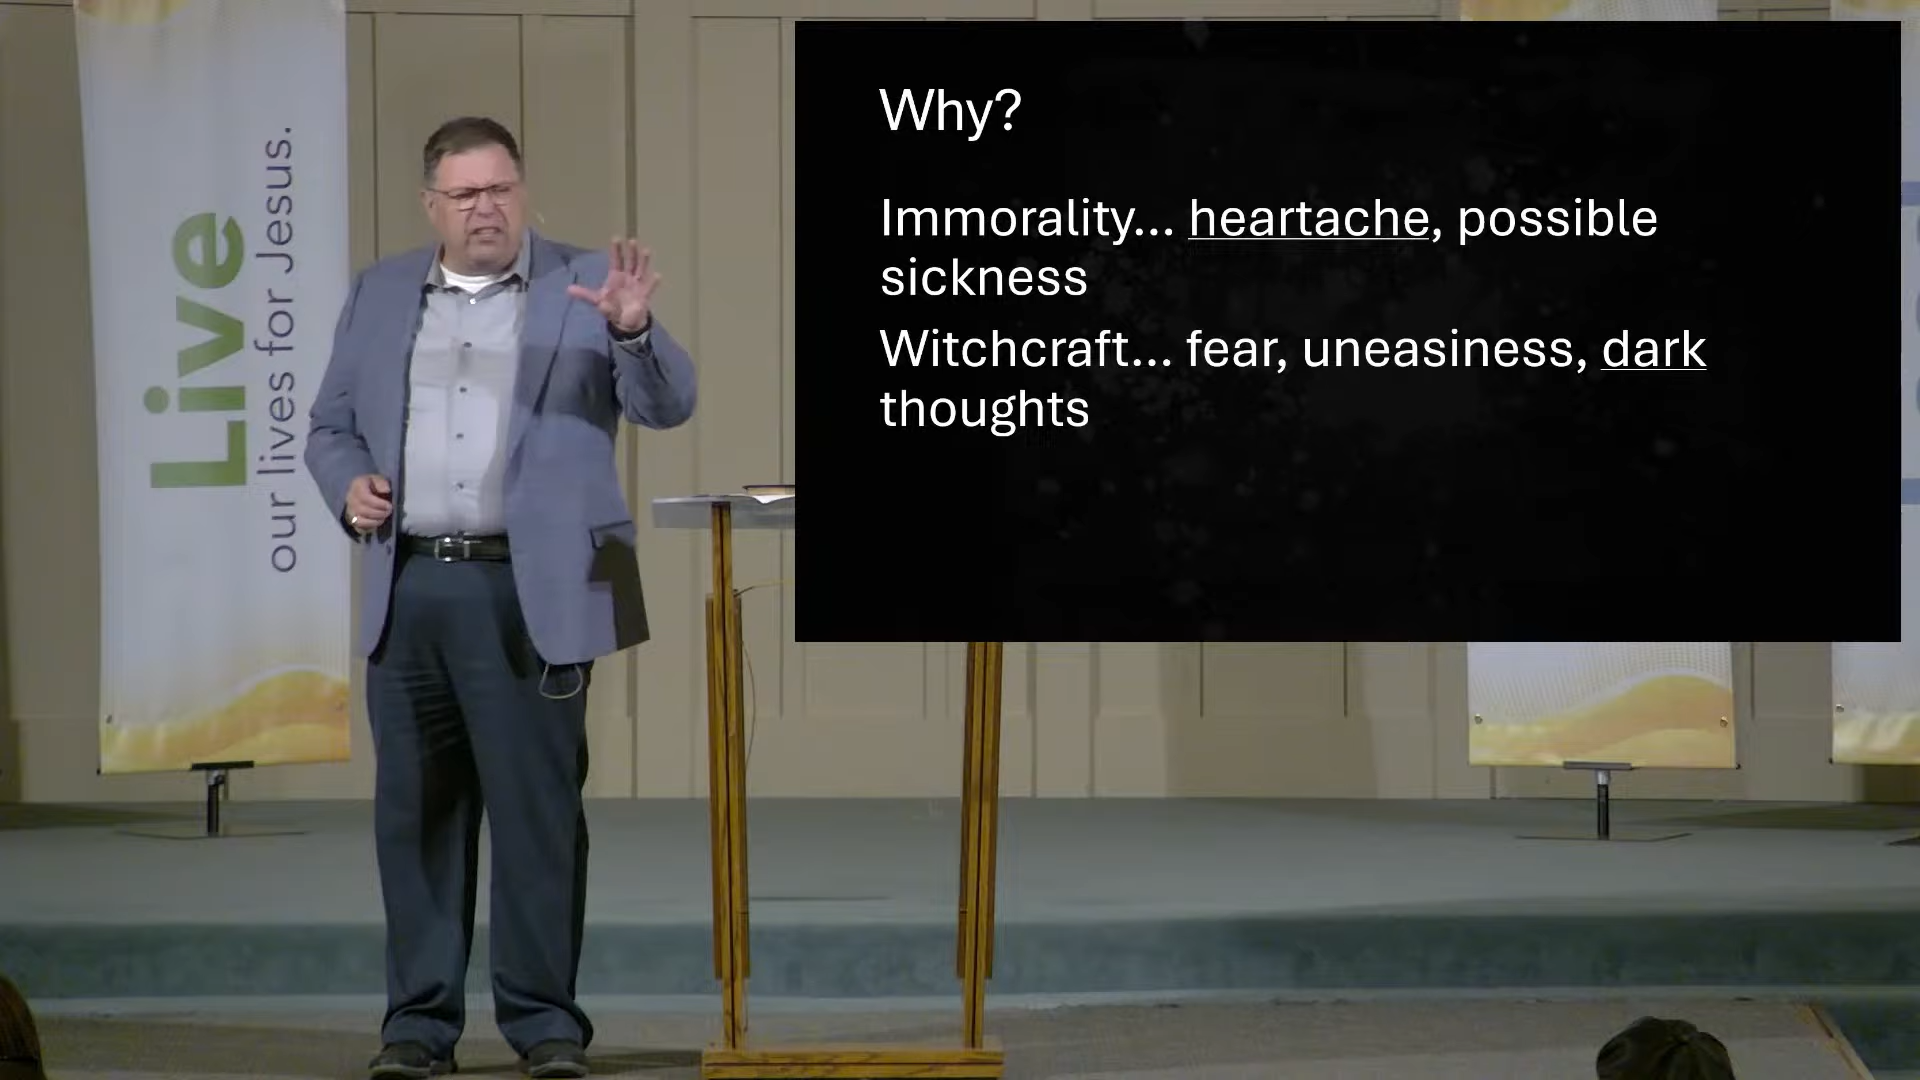 Live
our lives for Jesus.
Why?
Immorality... heartache, possible
sickness
Witchcraft... fear, uneasiness, dark
thoughts